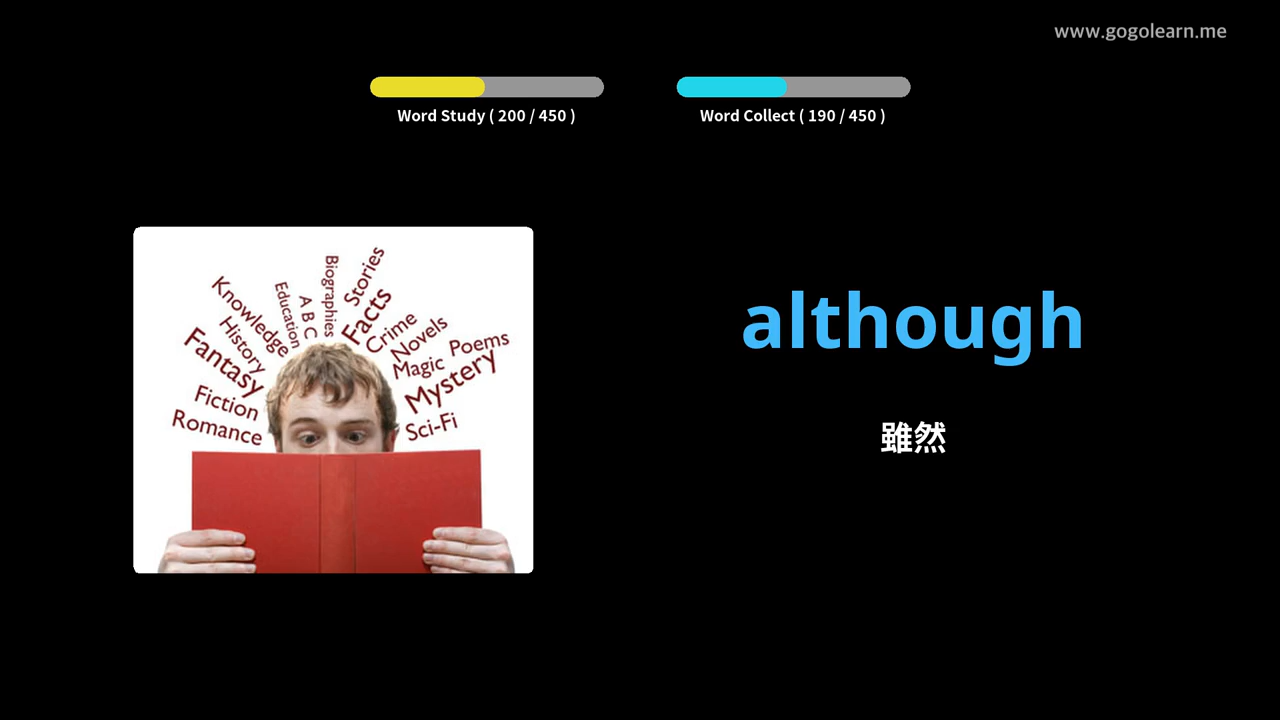 www.gogolearn.me
Word Study ( 200 / 450 )
Word Collect ( 190 / 450 )
Biographies
Stories
Knowledge
Education
A B C
Facts
Crime
History
Novels
Poems
Fantasy
Magic
Mystery
Fiction
Romance
Sci-Fi
although
雖然